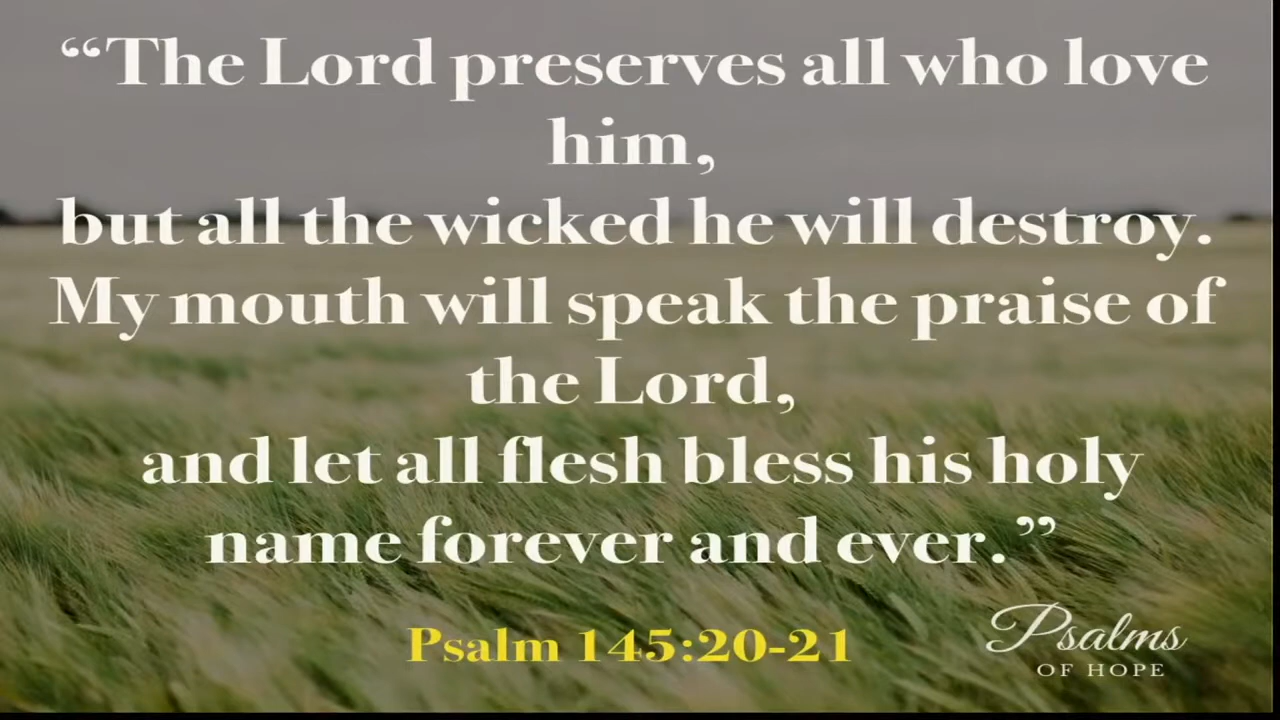 “The Lord preserves all who love
him,
but all the wicked he will destroy.
My mouth will speak the praise of
the Lord,
and let all flesh bless his holy
name forever and ever.”
Psalm 145:20-21
Psalms
OF HOPE